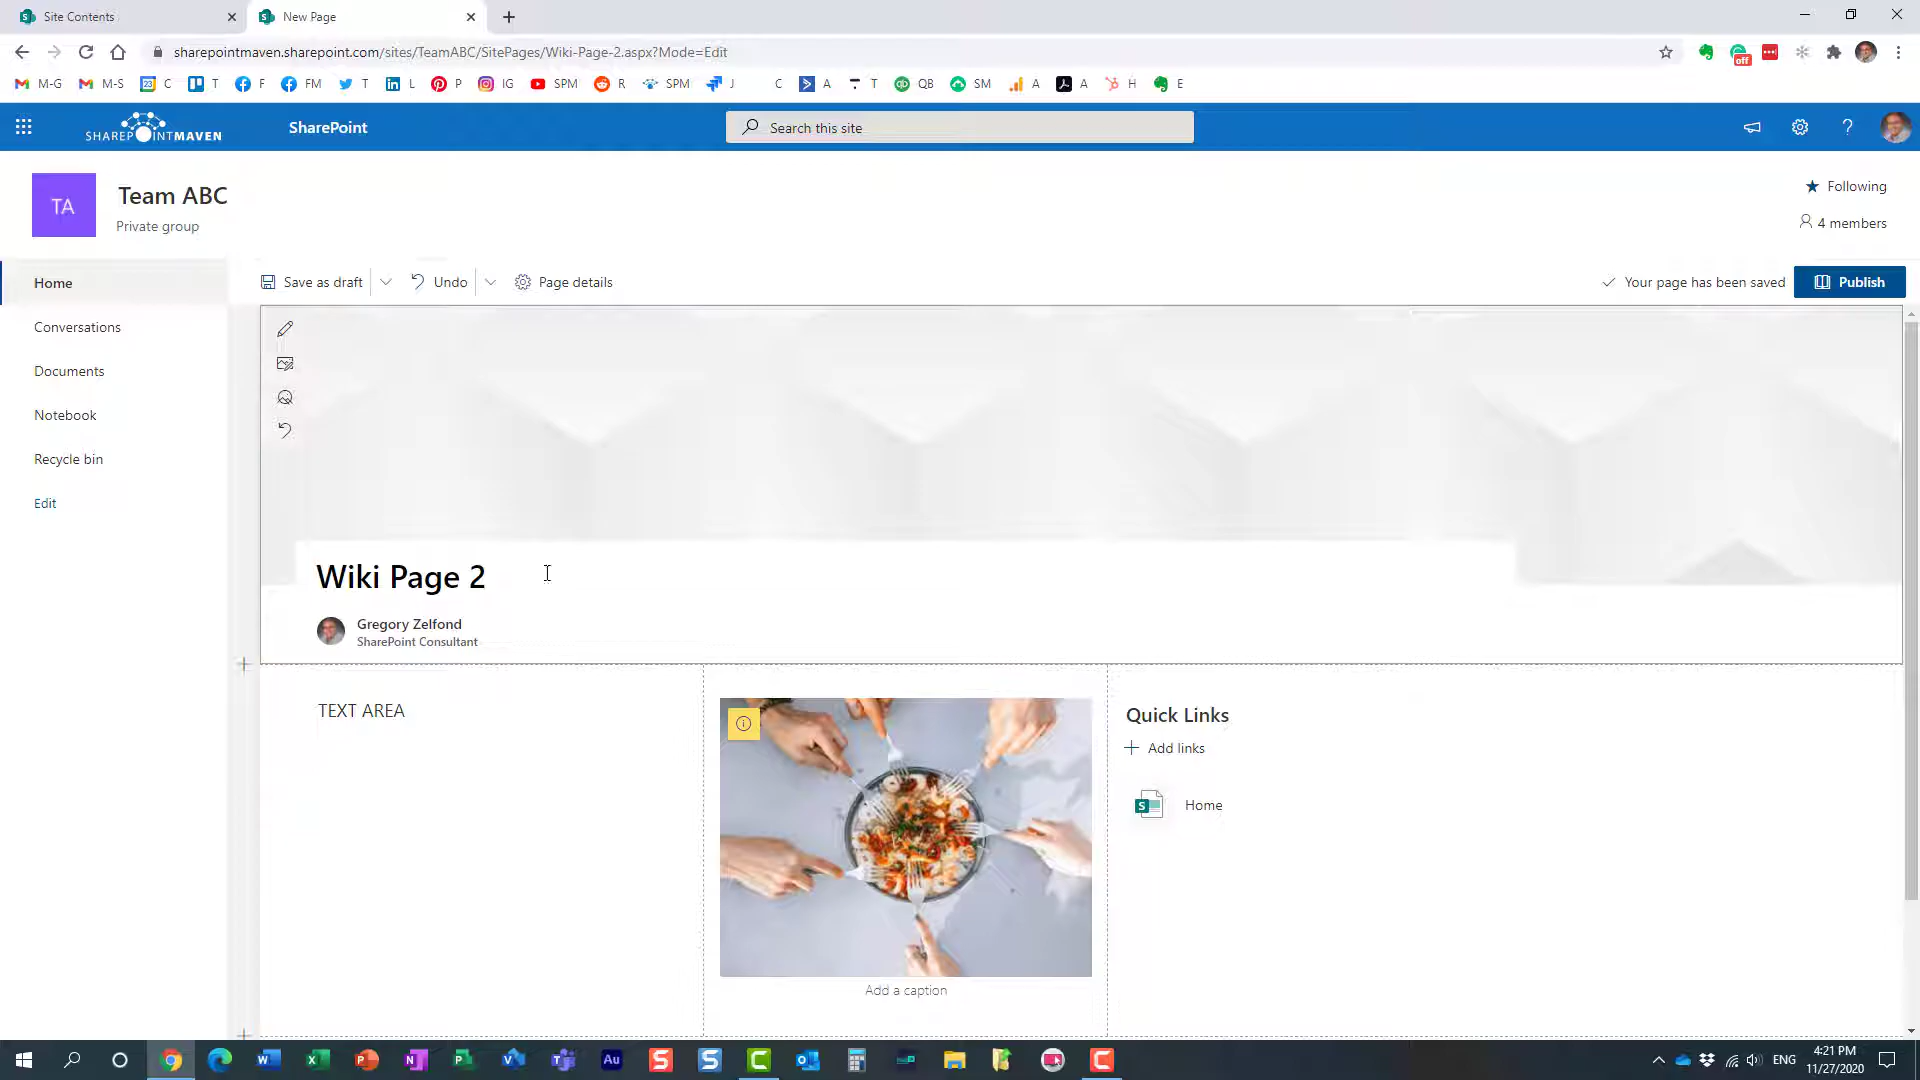 Site Contents
New Page
sharepointmaven.sharepoint.com/sites/TeamABC/SitePages/Wiki-Page-2.aspx?Mode=Edit
M-G M-S C T F FM T L P IG SPM R SPM J C A T QB SM A A H E
off
SHAREPOINTMAVEN
SharePoint
Search this site
TA
Team ABC
Private group
Following
4 members
Home
Conversations
Documents
Notebook
Recycle bin
Edit
Save as draft
Undo
Page details
Your page has been saved
Publish
Wiki Page 2
Gregory Zelfond
SharePoint Consultant
TEXT AREA
Add a caption
Quick Links
Add links
Home
ENG
4:21 PM
11/27/2020